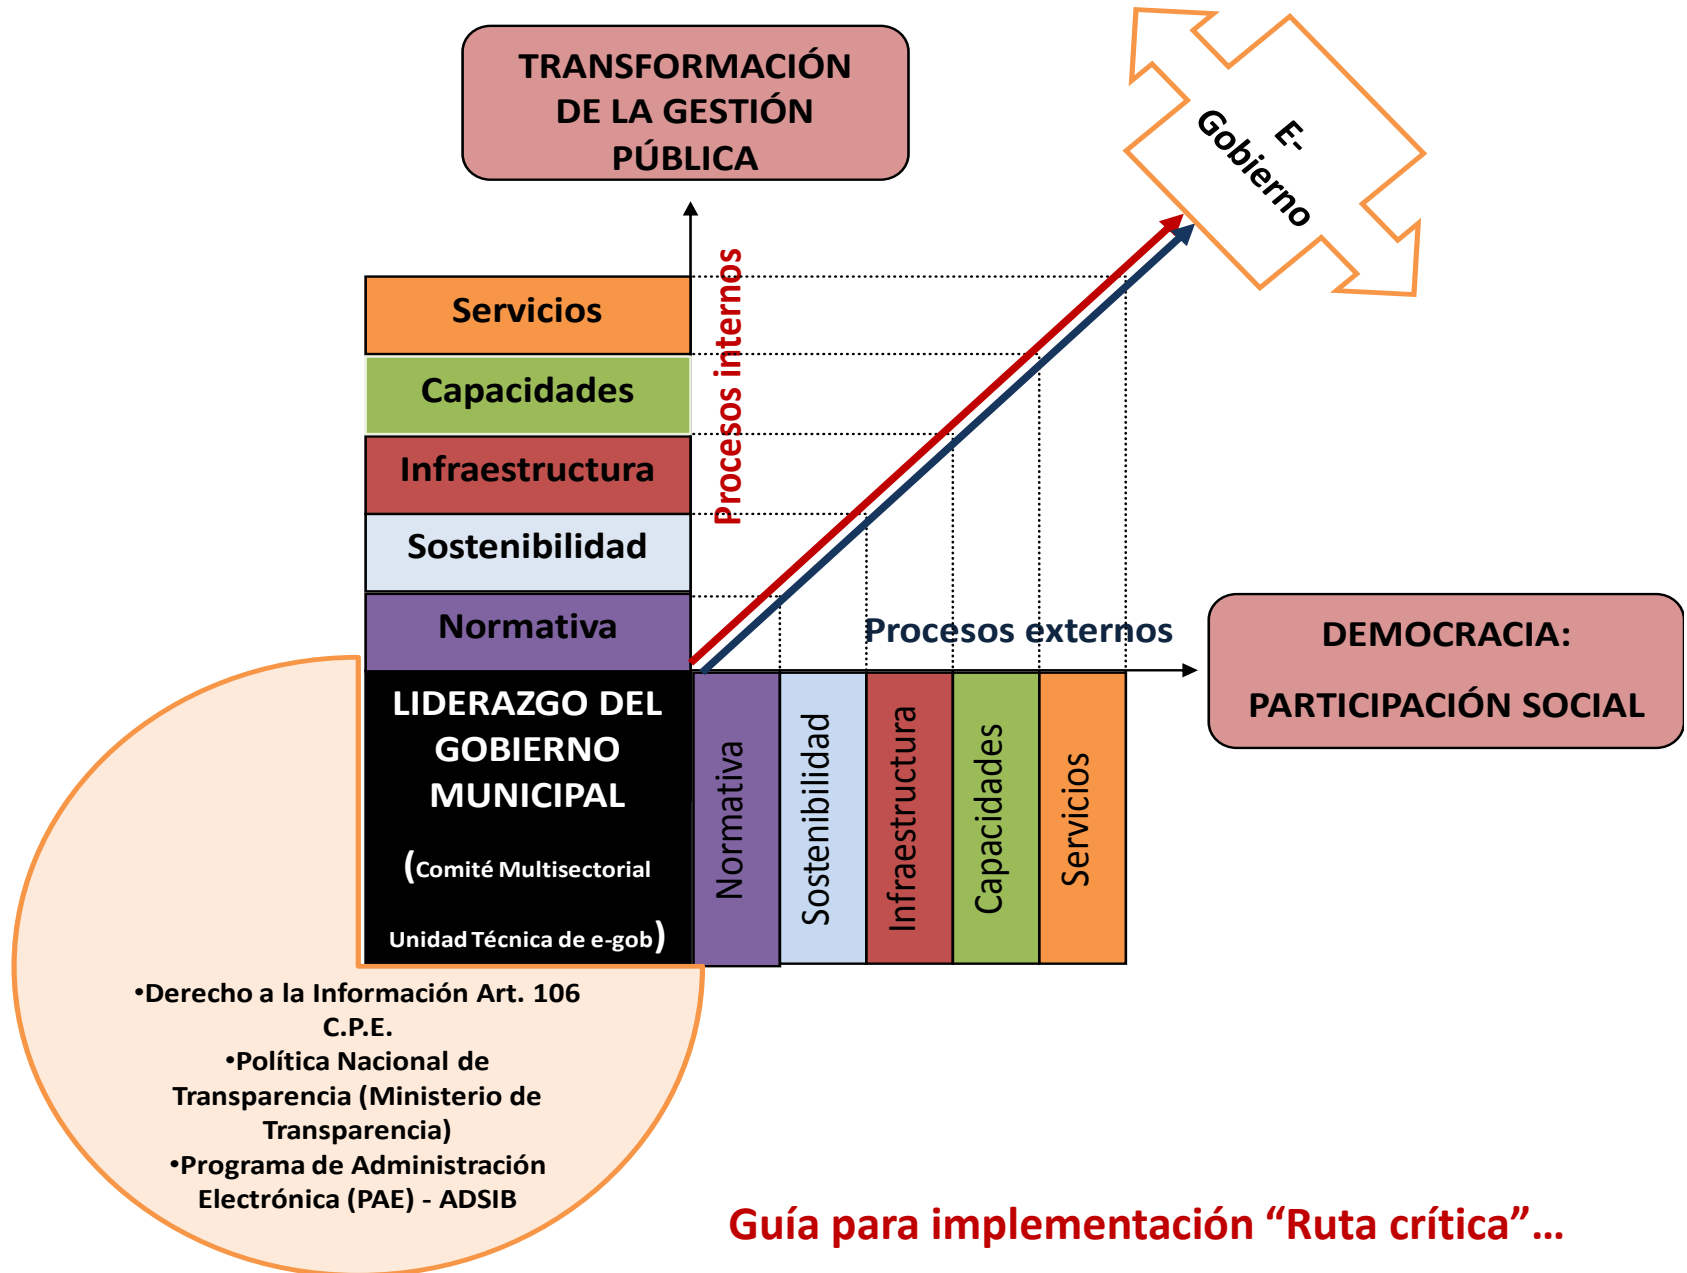 TRANSFORMACIÓN
DE LA GESTIÓN
PÚBLICA
E-
Gobierno
Procesos internos
Servicios
Capacidades
Infraestructura
Sostenibilidad
Normativa
Procesos externos
DEMOCRACIA:
PARTICIPACIÓN SOCIAL
LIDERAZGO DEL
GOBIERNO
MUNICIPAL
(Comité Multisectorial
Unidad Técnica de e-gob)
Normativa
Sostenibilidad
Infraestructura
Capacidades
Servicios
•Derecho a la Información Art. 106
C.P.E.
•Política Nacional de
Transparencia (Ministerio de
Transparencia)
•Programa de Administración
Electrónica (PAE) - ADSIB
Guía para implementación “Ruta crítica”...